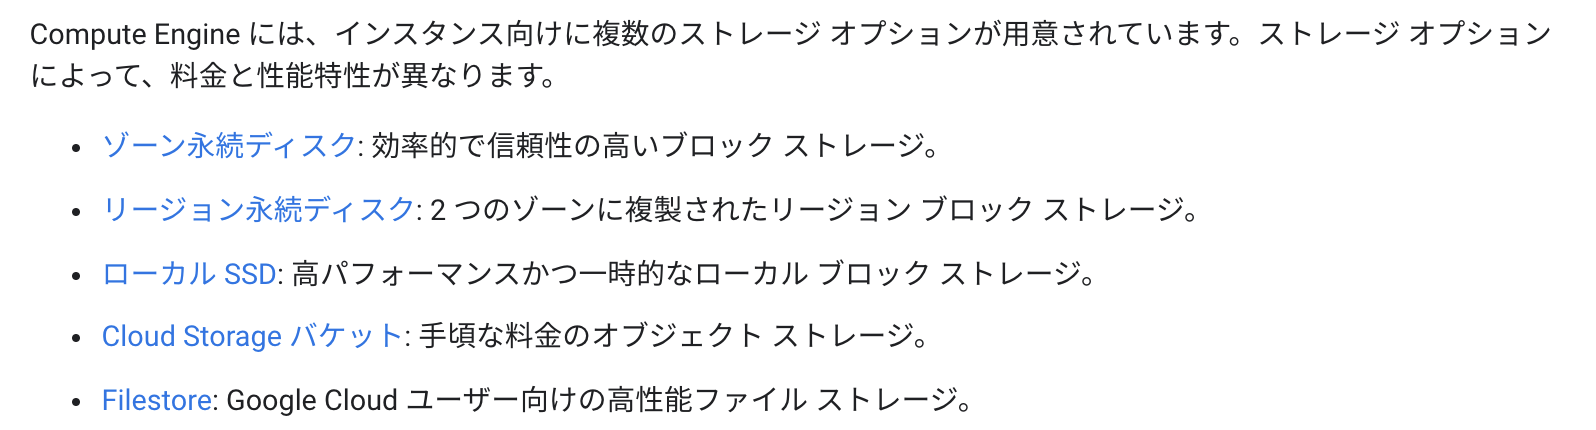 Compute Engine には、インスタンス向けに複数のストレージ オプションが用意されています。ストレージ オプション
によって、料金と性能特性が異なります。
• ゾーン永続ディスク: 効率的で信頼性の高いブロック ストレージ。
• リージョン永続ディスク: 2 つのゾーンに複製されたリージョン ブロック ストレージ。
• ローカル SSD: 高パフォーマンスかつ一時的なローカル ブロック ストレージ。
• Cloud Storage バケット: 手頃な料金のオブジェクト ストレージ。
• Filestore: Google Cloud ユーザー向けの高性能ファイル ストレージ。